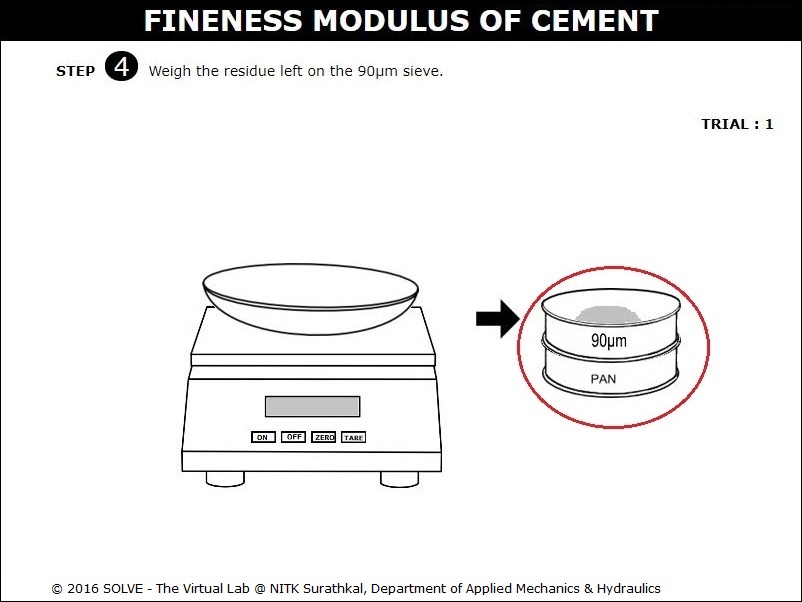 FINENESS MODULUS OF CEMENT
STEP 4 Weigh the residue left on the 90µm sieve.
TRIAL : 1
90µm
PAN
ON OFF ZERO TARE
© 2016 SOLVE - The Virtual Lab @ NITK Surathkal, Department of Applied Mechanics & Hydraulics